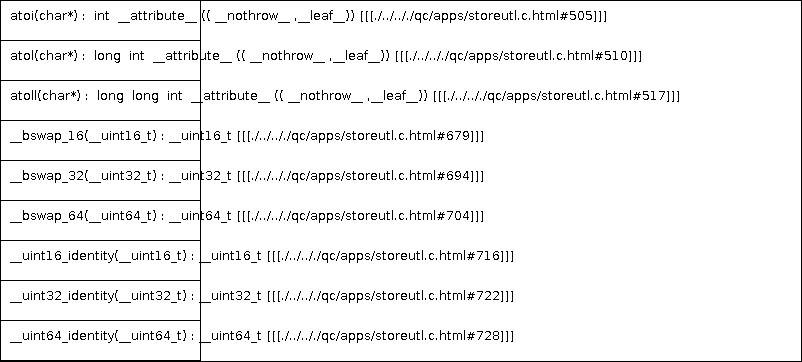 atoi(char*) : int __attribute__ (( __nothrow__ ,__leaf__)) [[[./../.././qc/apps/storeutl.c.html#505]]]
atol(char*) : long int __attribute__ (( __nothrow__ ,__leaf__)) [[[./../.././qc/apps/storeutl.c.html#510]]]
atoll(char*) : long long int __attribute__ (( __nothrow__ ,__leaf__)) [[[./../.././qc/apps/storeutl.c.html#517]]]
__bswap_16(__uint16_t) : __uint16_t [[[./../.././qc/apps/storeutl.c.html#679]]]
__bswap_32(__uint32_t) : __uint32_t [[[./../.././qc/apps/storeutl.c.html#694]]]
__bswap_64(__uint64_t) : __uint64_t [[[./../.././qc/apps/storeutl.c.html#704]]]
__uint16_identity(__uint16_t) : __uint16_t [[[./../.././qc/apps/storeutl.c.html#716]]]
__uint32_identity(__uint32_t) : __uint32_t [[[./../.././qc/apps/storeutl.c.html#722]]]
__uint64_identity(__uint64_t) : __uint64_t [[[./../.././qc/apps/storeutl.c.html#728]]]